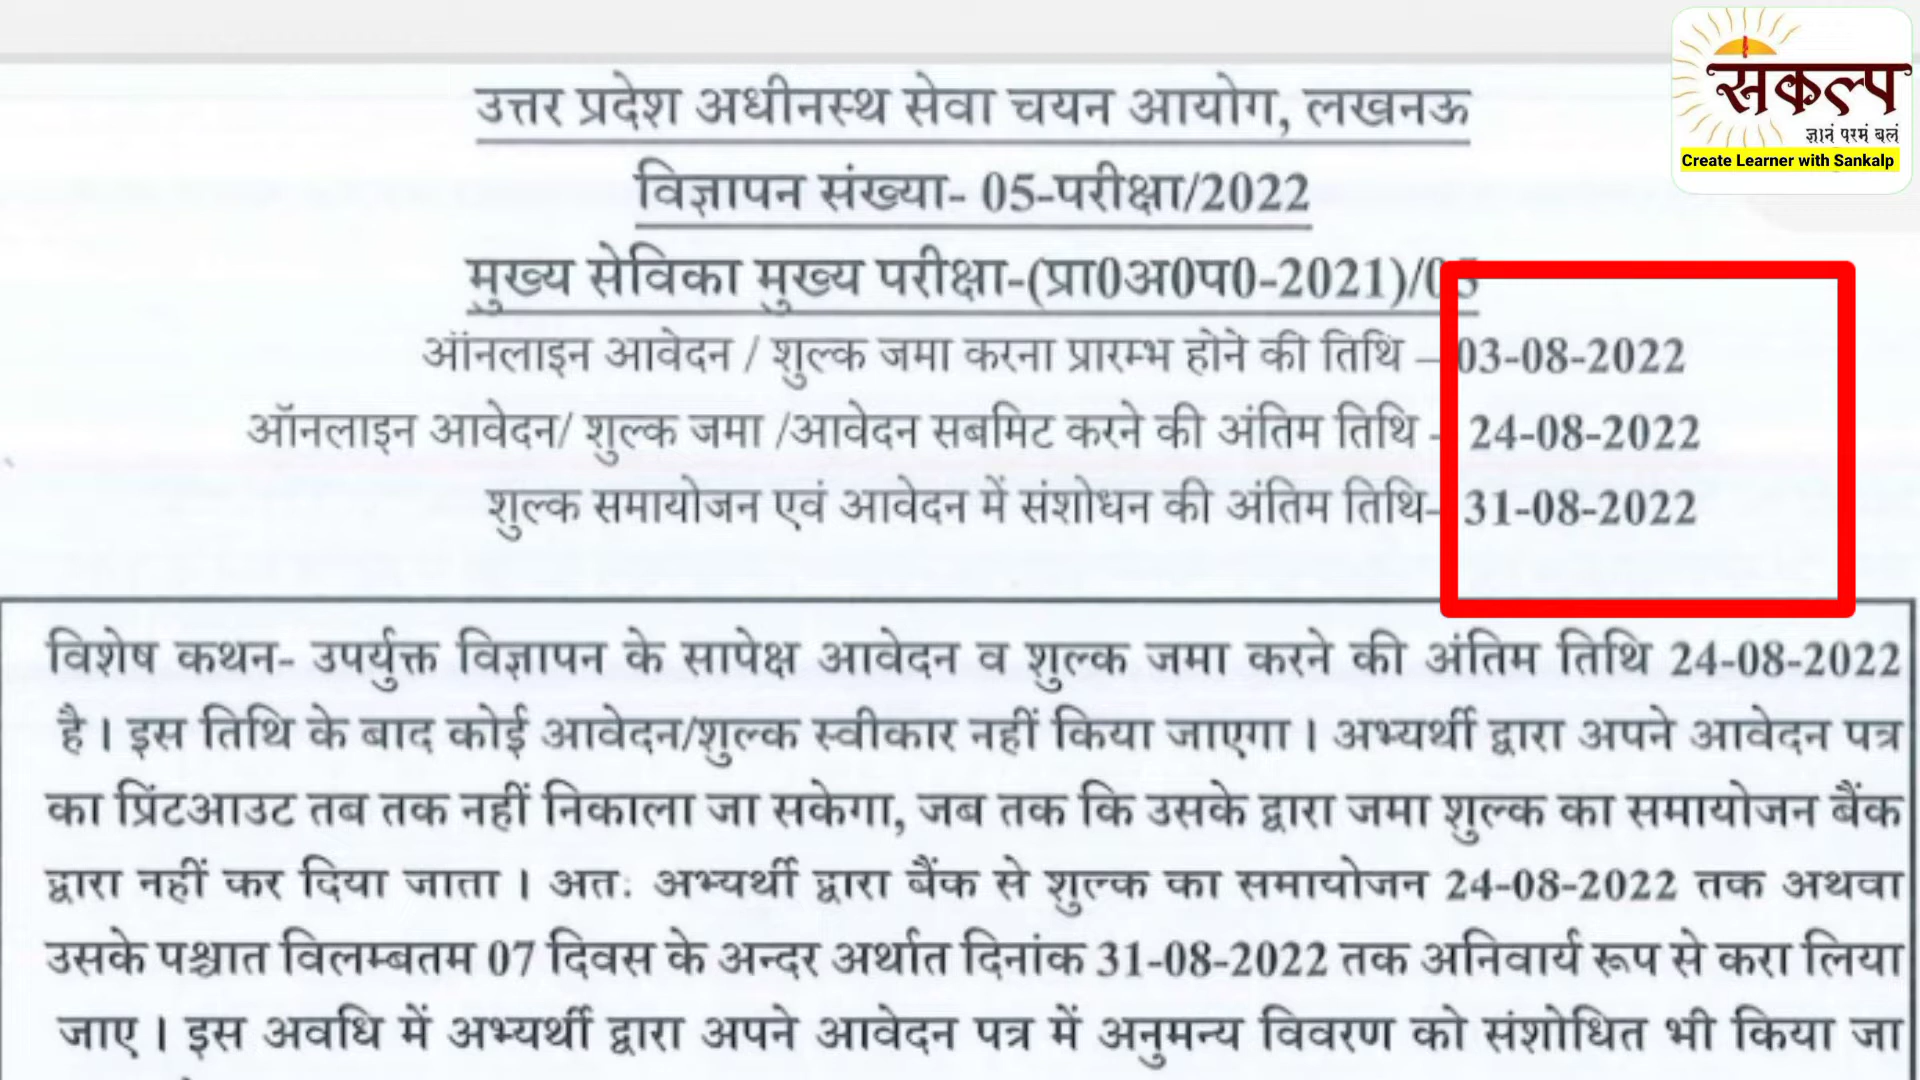 संकल्प
ज्ञानं परमं बलं
Create Learner with Sankalp
उत्तर प्रदेश अधीनस्थ सेवा चयन आयोग, लखनऊ
विज्ञापन संख्या- 05-परीक्षा/2022
मुख्य सेविका मुख्य परीक्षा-(प्रा0अ0प0-2021)/05
ऑनलाइन आवेदन / शुल्क जमा करना प्रारम्भ होने की तिथि – 03-08-2022
ऑनलाइन आवेदन/ शुल्क जमा /आवेदन सबमिट करने की अंतिम तिथि - 24-08-2022
शुल्क समायोजन एवं आवेदन में संशोधन की अंतिम तिथि- 31-08-2022
विशेष कथन- उपर्युक्त विज्ञापन के सापेक्ष आवेदन व शुल्क जमा करने की अंतिम तिथि 24-08-2022
है। इस तिथि के बाद कोई आवेदन/शुल्क स्वीकार नहीं किया जाएगा। अभ्यर्थी द्वारा अपने आवेदन पत्र
का प्रिंटआउट तब तक नहीं निकाला जा सकेगा, जब तक कि उसके द्वारा जमा शुल्क का समायोजन बैंक
द्वारा नहीं कर दिया जाता। अतः अभ्यर्थी द्वारा बैंक से शुल्क का समायोजन 24-08-2022 तक अथवा
उसके पश्चात विलम्बतम 07 दिवस के अन्दर अर्थात दिनांक 31-08-2022 तक अनिवार्य रूप से करा लिया
जाए। इस अवधि में अभ्यर्थी द्वारा अपने आवेदन पत्र में अनुमन्य विवरण को संशोधित भी किया जा